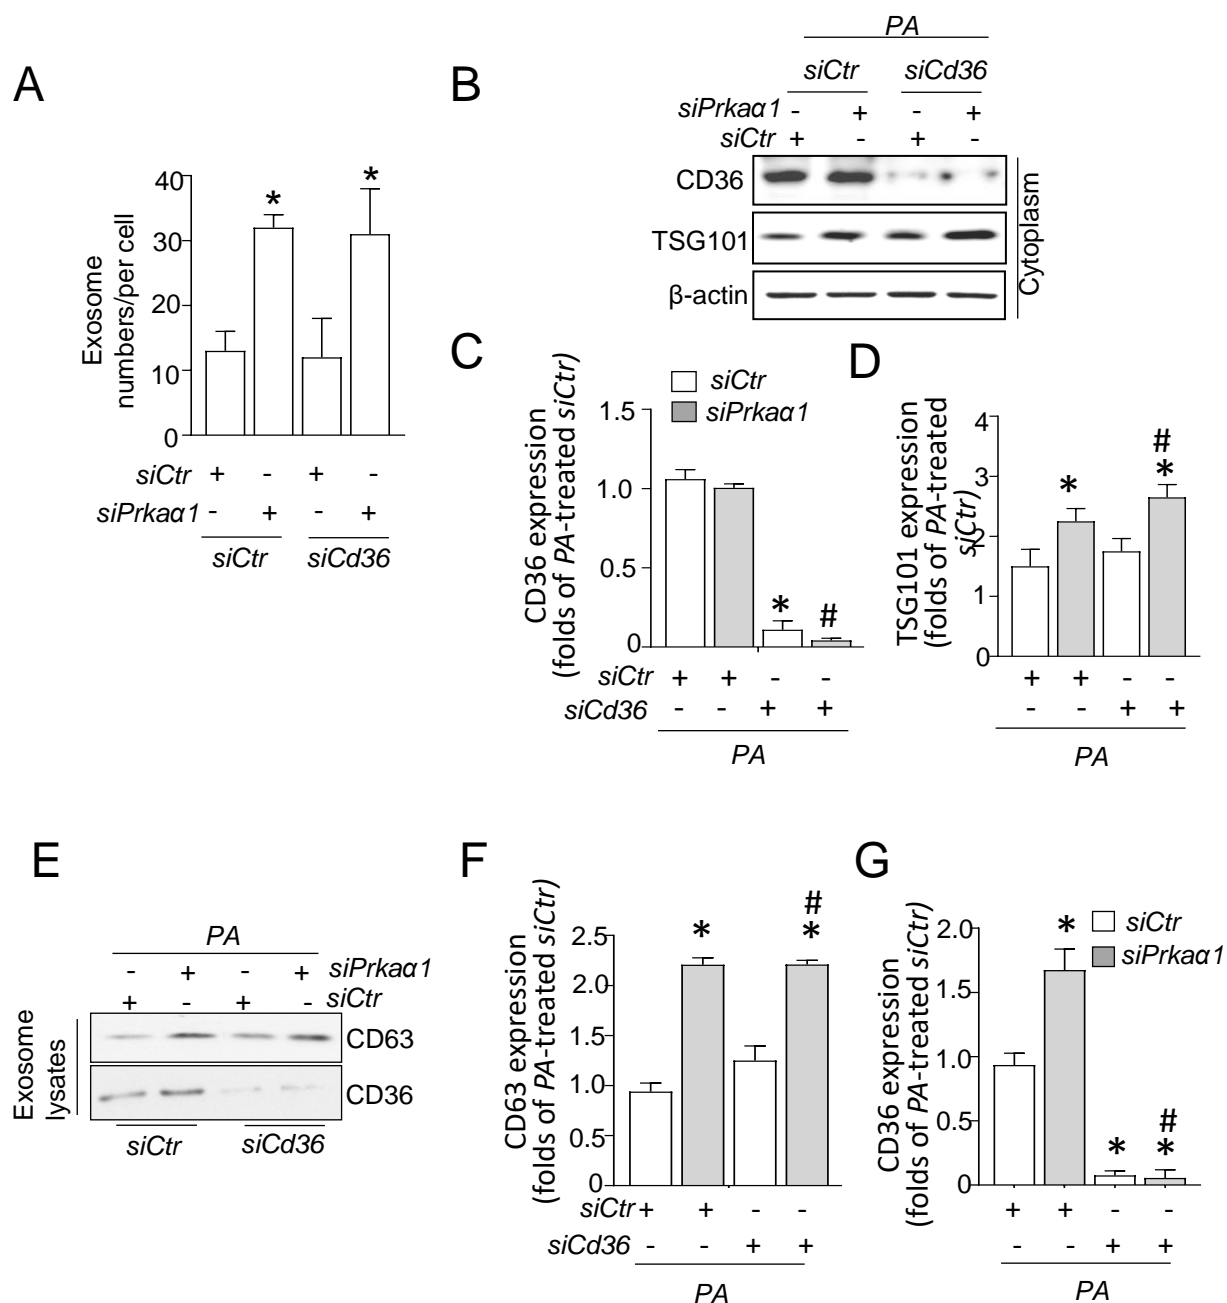 A
Exosome
numbers/per cell
40
30
20
10
0
* *
siCtr + - + -
siPrkaα1 - + - +
siCtr siCd36
B
PA
siCtr siCd36
siPrkaα1 - + - +
siCtr + - + -
CD36
TSG101
β-actin
Cytoplasm
C
CD36 expression
(folds of PA-treated siCtr)
siCtr
siPrkaα1
1.5
1.0
0.5
0
* #
siCtr + + - -
siCd36 - - + +
PA
D
TSG101 expression
(folds of PA-treated
siCtr)
4
3
2
1
0
#
* *
+ + - -
- - + +
PA
E
PA
- + - + siPrkaα1
+ - + - siCtr
Exosome
lysates
CD63
CD36
siCtr siCd36
F
CD63 expression
(folds of PA-treated siCtr)
2.5
2.0
1.5
1.0
0.5
0
#
* *
siCtr + + - -
siCd36 - - + +
PA
G
CD36 expression
(folds of PA-treated siCtr)
siCtr
siPrkaα1
2.0
1.5
1.0
0.5
0
*
#
* *
+ + - -
- - + +
PA